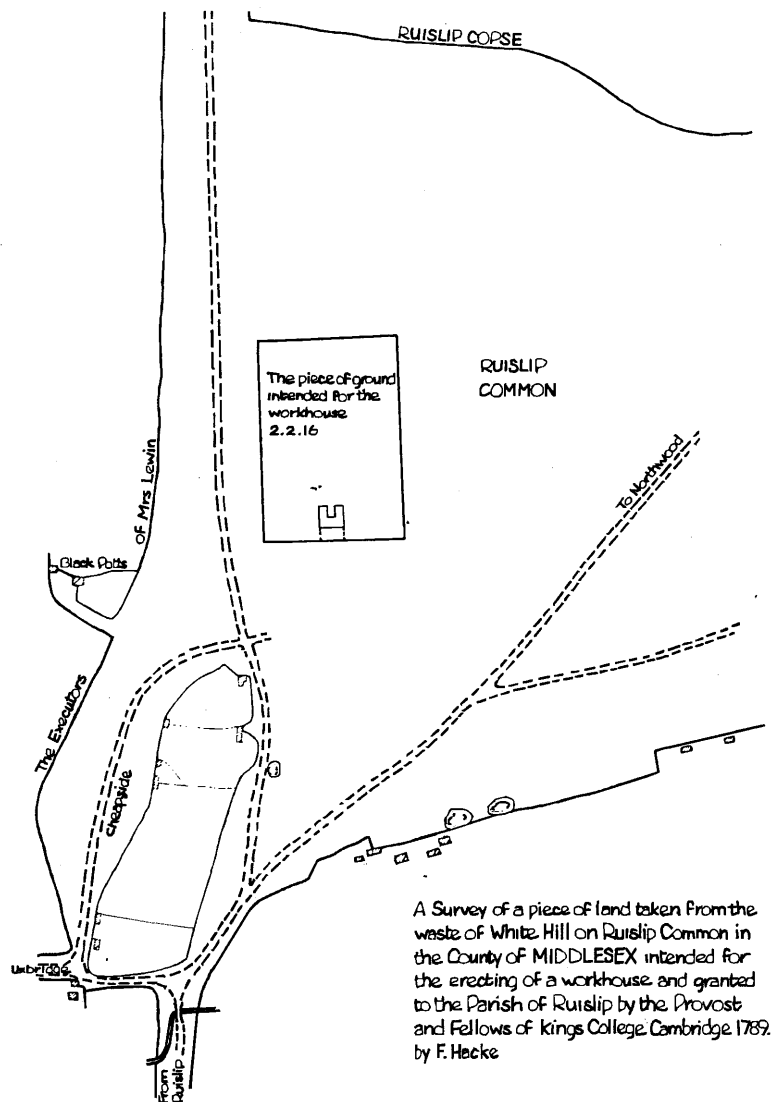 RUISLIP COPSE
The piece of ground
intended for the
workhouse
2.2.16
RUISLIP
COMMON
To Northwood
of Mrs Lewin
Black Potts
The Executors
Cheapside
Uxbridge
From
Ruislip
A Survey of a piece of land taken from the
waste of White Hill on Ruislip Common in
the County of MIDDLESEX intended for
the erecting of a workhouse and granted
to the Parish of Ruislip by the Provost
and Fellows of kings College Cambridge 1789.
by F. Hacke